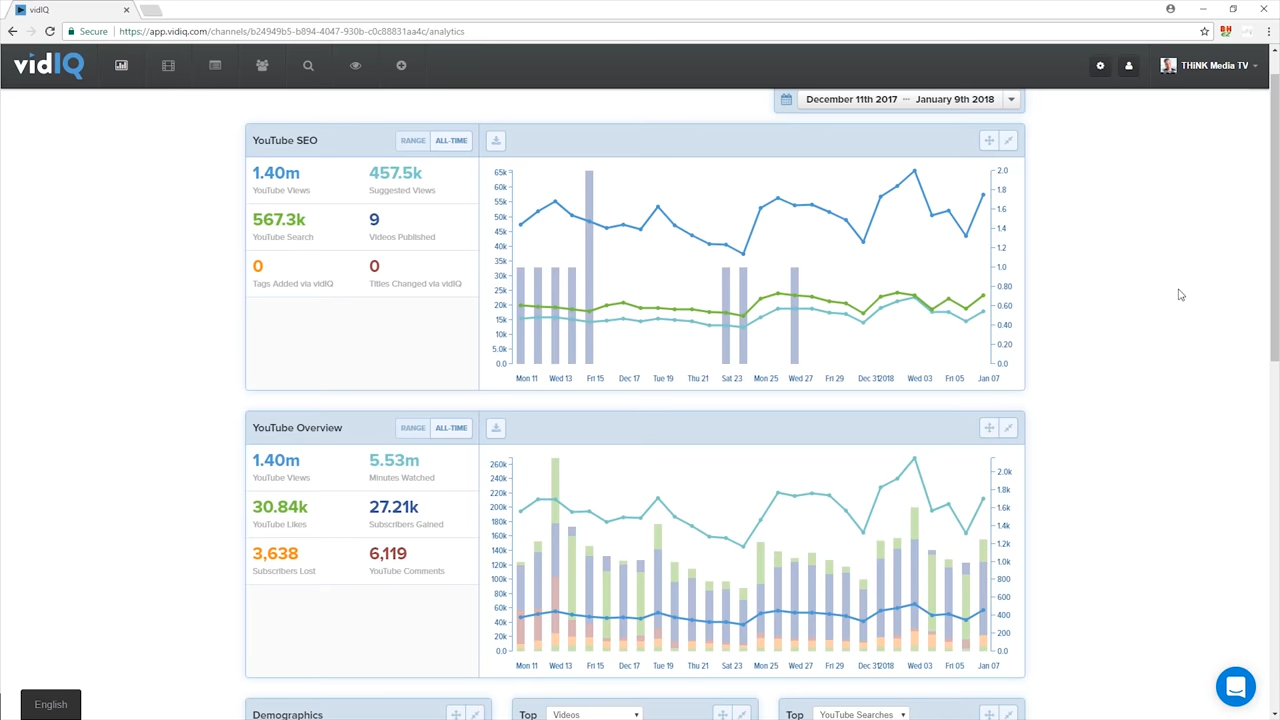 vidIQ
Secure https://app.vidiq.com/channels/b24949b5-b894-4047-930b-c0c88831aa4c/analytics
vidIQ
THiNK Media TV
December 11th 2017 — January 9th 2018
YouTube SEO RANGE ALL-TIME
1.40m 457.5k
YouTube Views Suggested Views
567.3k 9
YouTube Search Videos Published
0 0
Tags Added via vidIQ Titles Changed via vidIQ
65k 2.0
60k 1.8
55k 1.6
50k 1.4
45k 1.2
40k 1.0
35k 0.80
30k 0.60
25k 0.40
20k 0.20
15k 0.0
10k
5.0k
0.0
Mon 11 Wed 13 Fri 15 Dec 17 Tue 19 Thu 21 Sat 23 Mon 25 Wed 27 Fri 29 Dec 31 2018 Wed 03 Fri 05 Jan 07
YouTube Overview RANGE ALL-TIME
1.40m 5.53m
YouTube Views Minutes Watched
30.84k 27.21k
YouTube Likes Subscribers Gained
3,638 6,119
Subscribers Lost YouTube Comments
260k 2.0k
240k 1.8k
220k 1.6k
200k 1.4k
180k 1.2k
160k 1.0k
140k 800
120k 600
100k 400
80k 200
60k 0.0
40k
20k
0.0
Mon 11 Wed 13 Fri 15 Dec 17 Tue 19 Thu 21 Sat 23 Mon 25 Wed 27 Fri 29 Dec 31 2018 Wed 03 Fri 05 Jan 07
English
Demographics Top Videos Top YouTube Searches